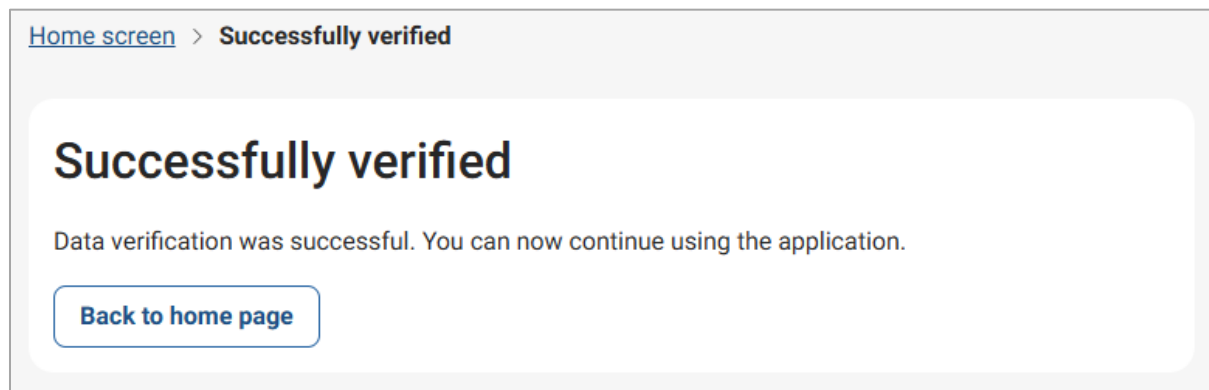 Home screen > Successfully verified
Successfully verified
Data verification was successful. You can now continue using the application.
Back to home page